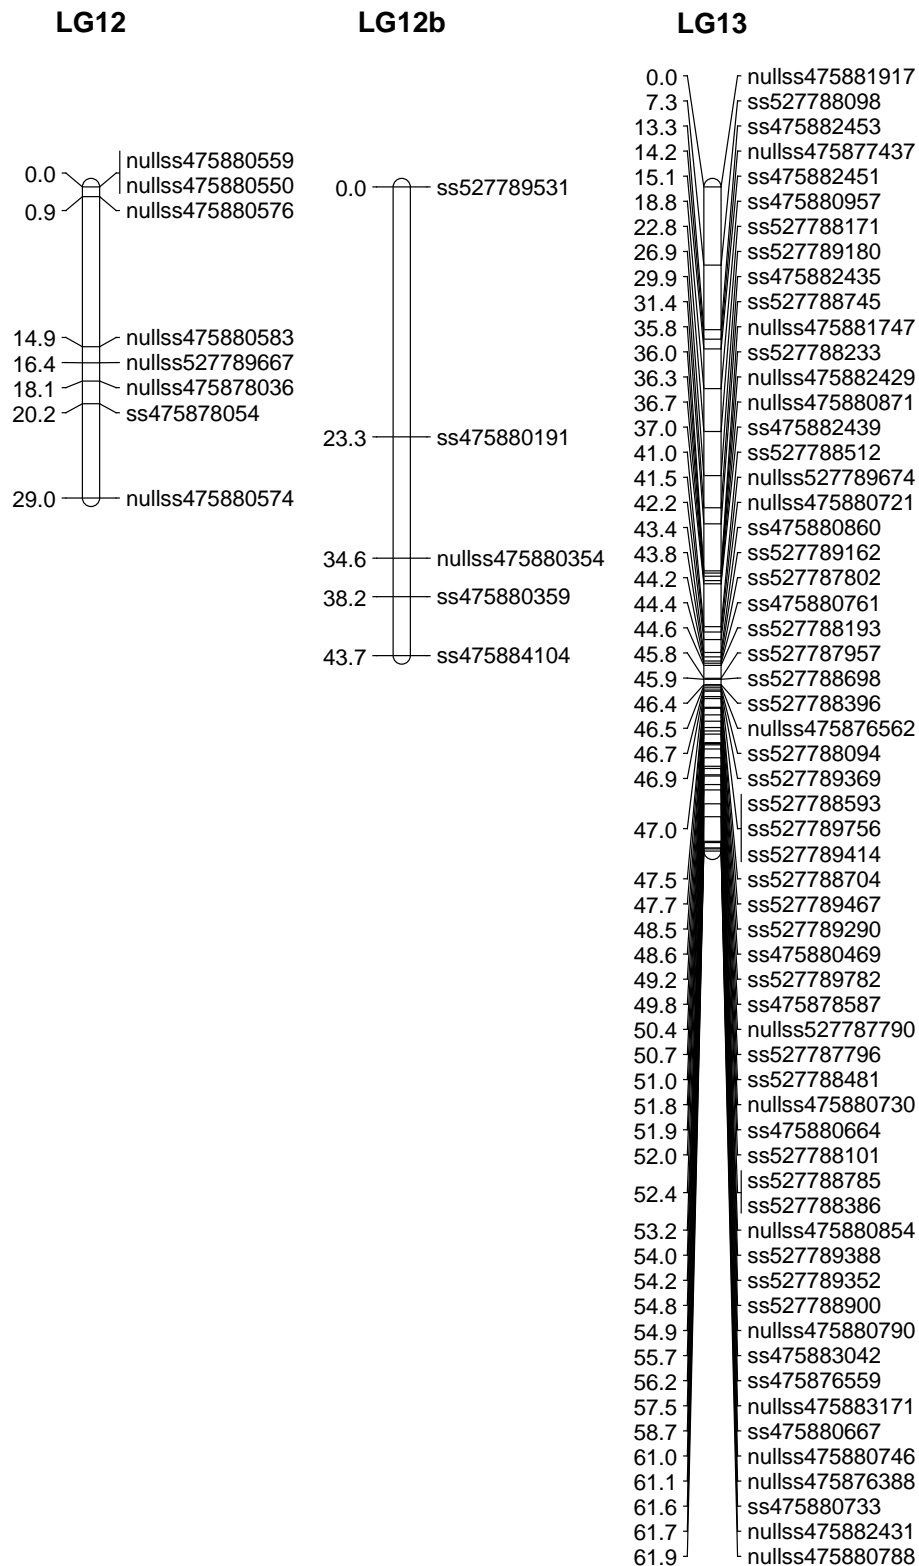 LG12
0.0 nullss475880559
nullss475880550
0.9 nullss475880576
14.9 nullss475880583
16.4 nullss527789667
18.1 nullss475878036
20.2 ss475878054
29.0 nullss475880574
LG12b
0.0 ss527789531
23.3 ss475880191
34.6 nullss475880354
38.2 ss475880359
43.7 ss475884104
LG13
0.0 nullss475881917
7.3 ss527788098
13.3 ss475882453
14.2 nullss475877437
15.1 ss475882451
18.8 ss475880957
22.8 ss527788171
26.9 ss527789180
29.9 ss475882435
31.4 ss527788745
35.8 nullss475881747
36.0 ss527788233
36.3 nullss475882429
36.7 nullss475880871
37.0 ss475882439
41.0 ss527788512
41.5 nullss527789674
42.2 nullss475880721
43.4 ss475880860
43.8 ss527789162
44.2 ss527787802
44.4 ss475880761
44.6 ss527788193
45.8 ss527787957
45.9 ss527788698
46.4 ss527788396
46.5 nullss475876562
46.7 ss527788094
46.9 ss527789369
ss527788593
47.0 ss527789756
ss527789414
47.5 ss527788704
47.7 ss527789467
48.5 ss527789290
48.6 ss475880469
49.2 ss527789782
49.8 ss475878587
50.4 nullss527787790
50.7 ss527787796
51.0 ss527788481
51.8 nullss475880730
51.9 ss475880664
52.0 ss527788101
52.4 ss527788785
ss527788386
53.2 nullss475880854
54.0 ss527789388
54.2 ss527789352
54.8 ss527788900
54.9 nullss475880790
55.7 ss475883042
56.2 ss475876559
57.5 nullss475883171
58.7 ss475880667
61.0 nullss475880746
61.1 nullss475876388
61.6 ss475880733
61.7 nullss475882431
61.9 nullss475880788